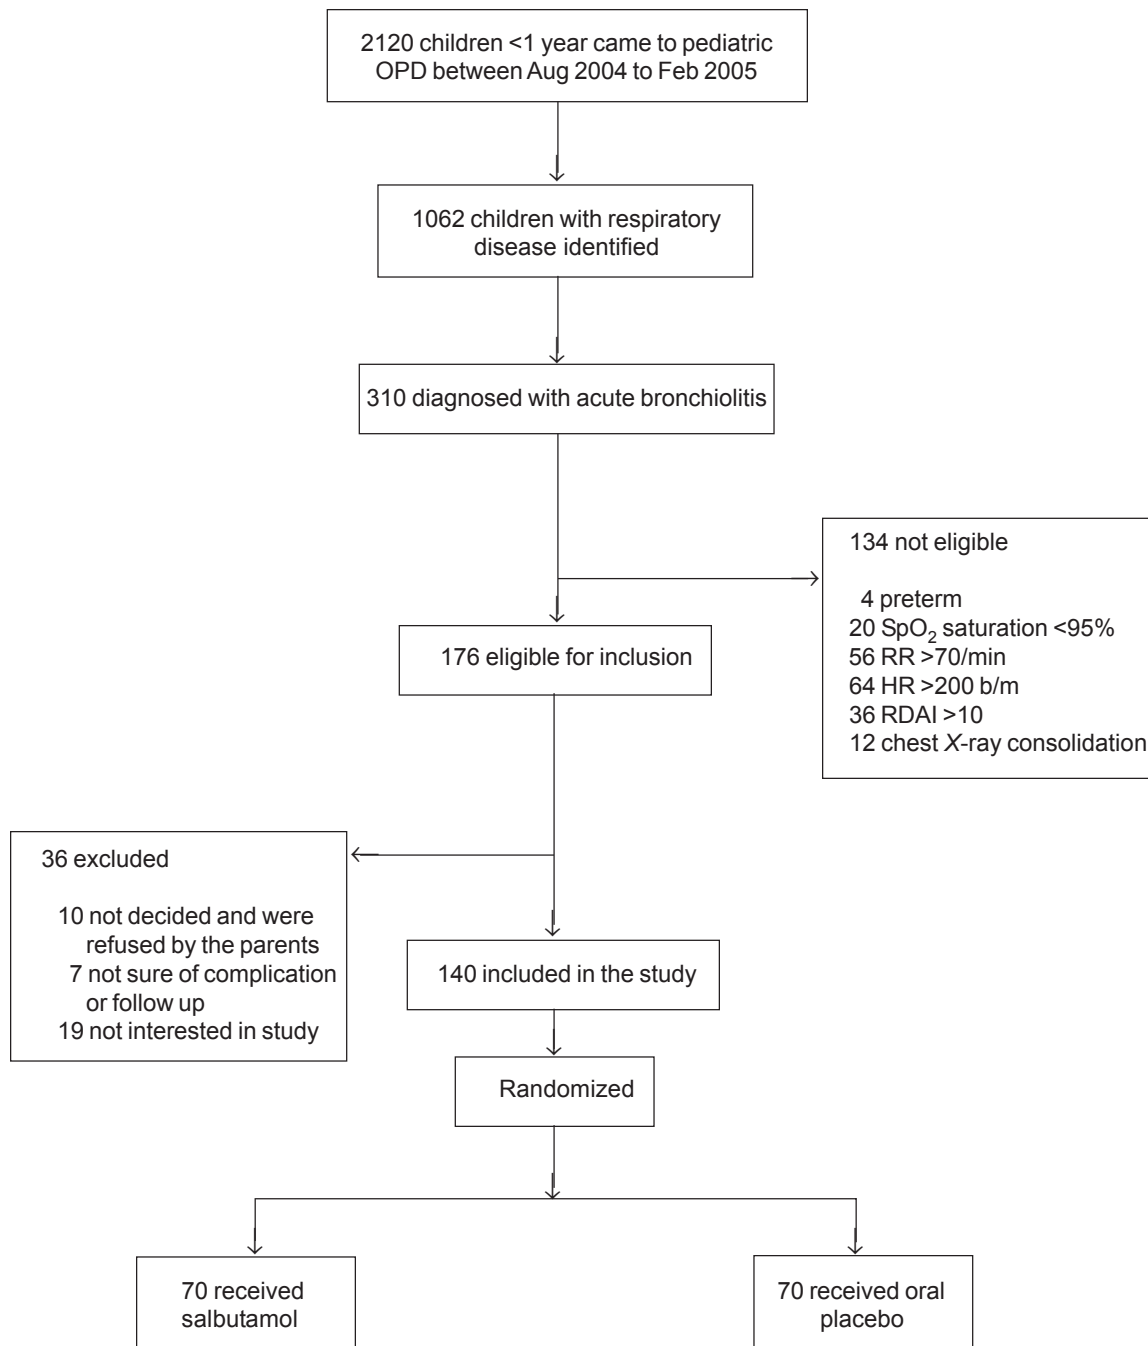 2120 children <1 year came to pediatric
OPD between Aug 2004 to Feb 2005
1062 children with respiratory
disease identified
310 diagnosed with acute bronchiolitis
134 not eligible
4 preterm
20 SpO₂ saturation <95%
56 RR >70/min
64 HR >200 b/m
36 RDAI >10
12 chest X-ray consolidation
176 eligible for inclusion
36 excluded
10 not decided and were
refused by the parents
7 not sure of complication
or follow up
19 not interested in study
140 included in the study
Randomized
70 received
salbutamol
70 received oral
placebo